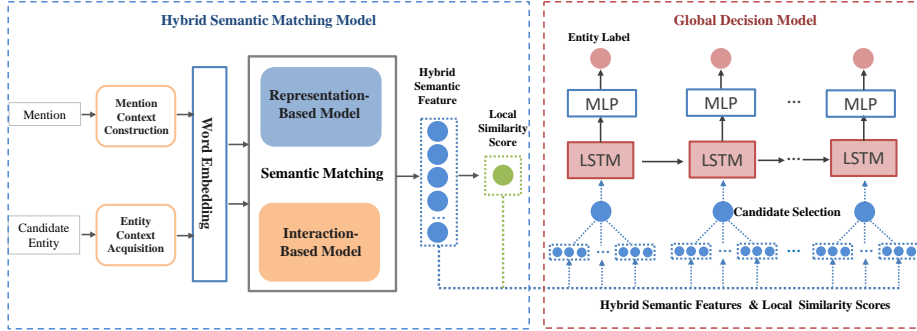 Hybrid Semantic Matching Model
Mention
Mention
Context
Construction
Candidate
Entity
Entity
Context
Acquisition
Word Embedding
Representation-
Based Model
Semantic Matching
Interaction-
Based Model
Hybrid
Semantic
Feature
...
Local
Similarity
Score
Global Decision Model
Entity Label
MLP
MLP
...
MLP
LSTM
LSTM
...
LSTM
Candidate Selection
...
...
...
...
Hybrid Semantic Features & Local Similarity Scores